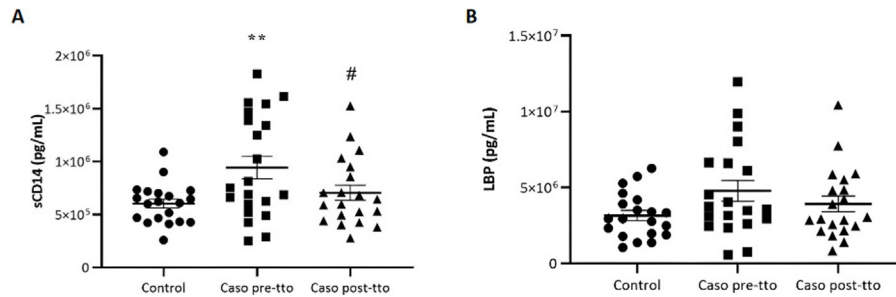 A
**
#
sCD14 (pg/mL)
2×10⁶
1.5×10⁶
1×10⁶
5×10⁵
0
Control
Caso pre-tto
Caso post-tto
B
LBP (pg/mL)
1.5×10⁷
1×10⁷
5×10⁶
0
Control
Caso pre-tto
Caso post-tto